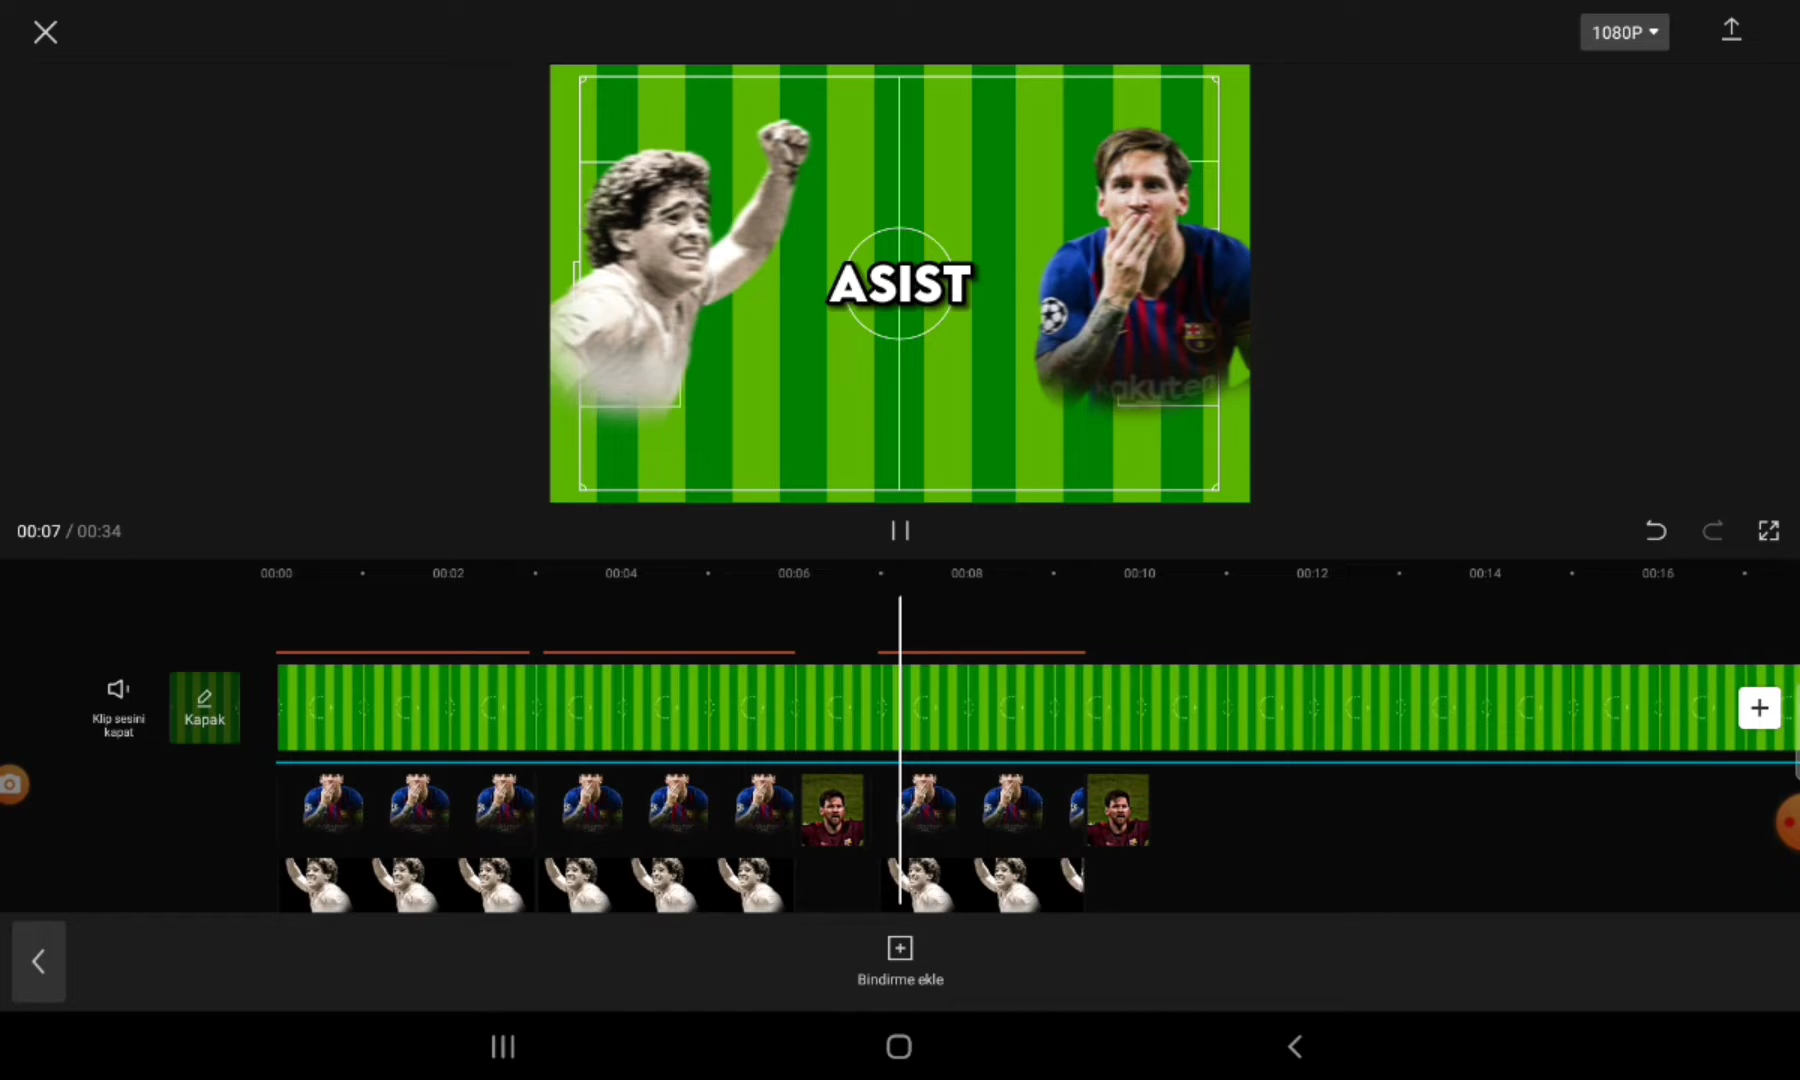 1080P
ASIST
akuten
00:07 / 00:34
00:00 00:02 00:04 00:06 00:08 00:10 00:12 00:14 00:16
Klip sesini
kapat
Kapak
Bindirme ekle